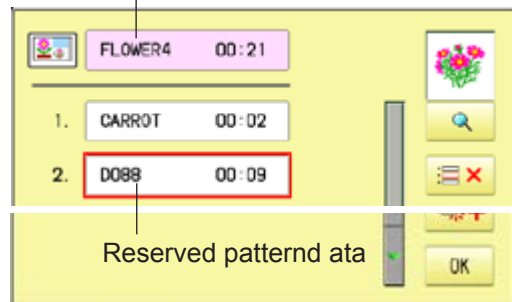 FLOWER4 00:21
1. CARROT 00:02
2. D088 00:09
Reserved patternd ata
OK